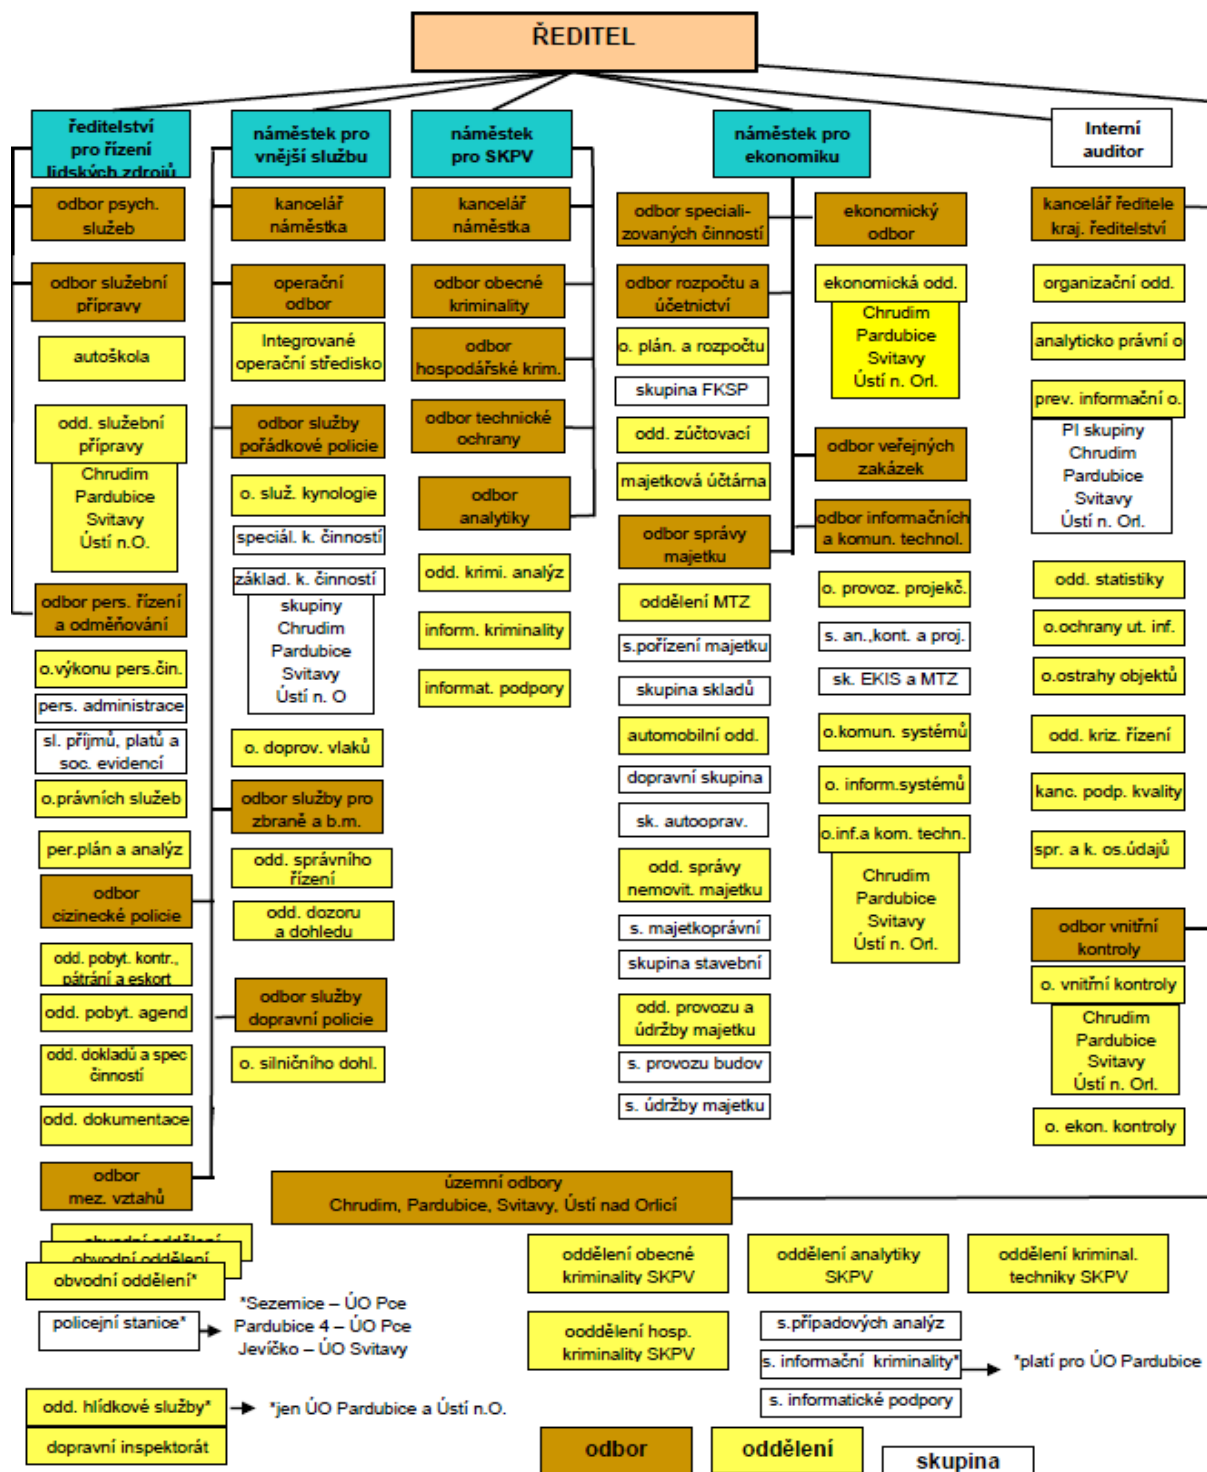 ŘEDITEL
ředitelství
pro řízení
lidských zdrojů
odbor psych.
služeb
odbor služební
přípravy
autoškola
odd. služební
přípravy
Chrudim
Pardubice
Svitavy
Ústí n.O.
odbor pers. řízení
a odměňování
o.výkonu pers.čin.
pers. administrace
sl. příjmů, platů a
soc. evidencí
o.právních služeb
per.plán a analýz
odbor
cizinecké policie
odd. pobyt. kontr.,
pátrání a eskort
odd. pobyt. agend
odd. dokladů a spec
činností
odd. dokumentace
odbor
mez. vztahů
náměstek pro
vnější službu
kancelář
náměstka
operační
odbor
Integrované
operační středisko
odbor služby
pořádkové policie
o. služ. kynologie
speciál. k. činností
základ. k. činností
skupiny
Chrudim
Pardubice
Svitavy
Ústí n. O
o. doprov. vlaků
odbor služby pro
zbraně a b.m.
odd. správního
řízení
odd. dozoru
a dohledu
odbor služby
dopravní policie
o. silničního dohl.
náměstek
pro SKPV
kancelář
náměstka
odbor obecné
kriminality
odbor
hospodářské krim.
odbor technické
ochrany
odbor
analytiky
odd. krimi. analýz
inform. kriminality
informat. podpory
náměstek pro
ekonomiku
odbor speciali-
zovaných činností
odbor rozpočtu a
účetnictví
o. plán. a rozpočtu
skupina FKSP
odd. zúčtovací
majetková účtárna
odbor správy
majetku
oddělení MTZ
s.pořízení majetku
skupina skladů
automobilní odd.
dopravní skupina
sk. autooprav.
odd. správy
nemovit. majetku
s. majetkoprávní
skupina stavební
odd. provozu a
údržby majetku
s. provozu budov
s. údržby majetku
ekonomický
odbor
ekonomická odd.
Chrudim
Pardubice
Svitavy
Ústí n. Orl.
odbor veřejných
zakázek
odbor informačních
a komun. technol.
o. provoz. projekč.
s. an.,kont. a proj.
sk. EKIS a MTZ
o.komun. systémů
o. inform.systémů
o.inf.a kom. techn.
Chrudim
Pardubice
Svitavy
Ústí n. Orl.
Interní
auditor
kancelář ředitele
kraj. ředitelství
organizační odd.
analyticko právní o
prev. informační o.
PI skupiny
Chrudim
Pardubice
Svitavy
Ústí n. Orl.
odd. statistiky
o.ochrany ut. inf.
o.ostrahy objektů
odd. kriz. řízení
kanc. podp. kvality
spr. a k. os.údajů
odbor vnitřní
kontroly
o. vnitřní kontroly
Chrudim
Pardubice
Svitavy
Ústí n. Orl.
o. ekon. kontroly
územní odbory
Chrudim, Pardubice, Svitavy, Ústí nad Orlicí
obvodní oddělení
obvodní oddělení
obvodní oddělení*
policejní stanice*
*Sezemice – ÚO Pce
Pardubice 4 – ÚO Pce
Jevíčko – ÚO Svitavy
odd. hlídkové služby*
*jen ÚO Pardubice a Ústí n.O.
dopravní inspektorát
oddělení obecné
kriminality SKPV
oddělení analytiky
SKPV
oddělení kriminal.
techniky SKPV
ooddělení hosp.
kriminality SKPV
s.případových analýz
s. informační kriminality*
*platí pro ÚO Pardubice
s. informatické podpory
odbor
oddělení
skupina